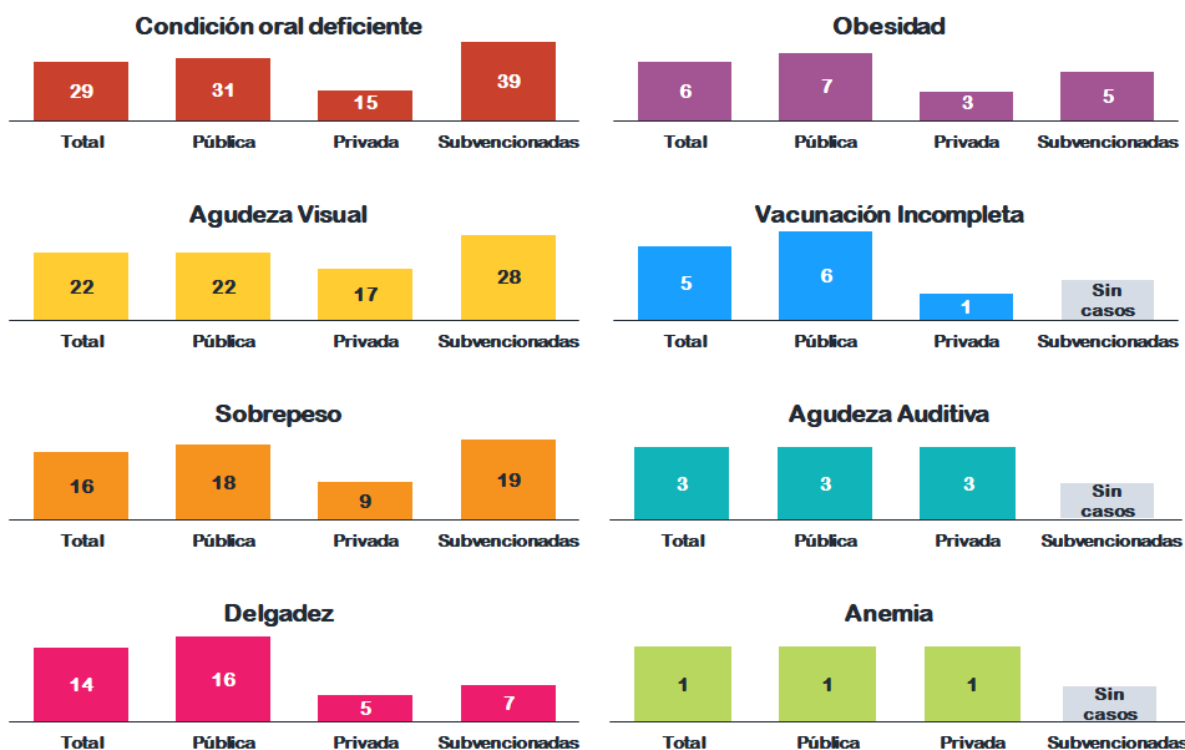 Condición oral deficiente
29 31 15 39
Total Pública Privada Subvencionadas
Obesidad
6 7 3 5
Total Pública Privada Subvencionadas
Agudeza Visual
22 22 17 28
Total Pública Privada Subvencionadas
Vacunación Incompleta
5 6 1 Sin
casos
Total Pública Privada Subvencionadas
Sobrepeso
16 18 9 19
Total Pública Privada Subvencionadas
Agudeza Auditiva
3 3 3 Sin
casos
Total Pública Privada Subvencionadas
Delgadez
14 16 5 7
Total Pública Privada Subvencionadas
Anemia
1 1 1 Sin
casos
Total Pública Privada Subvencionadas